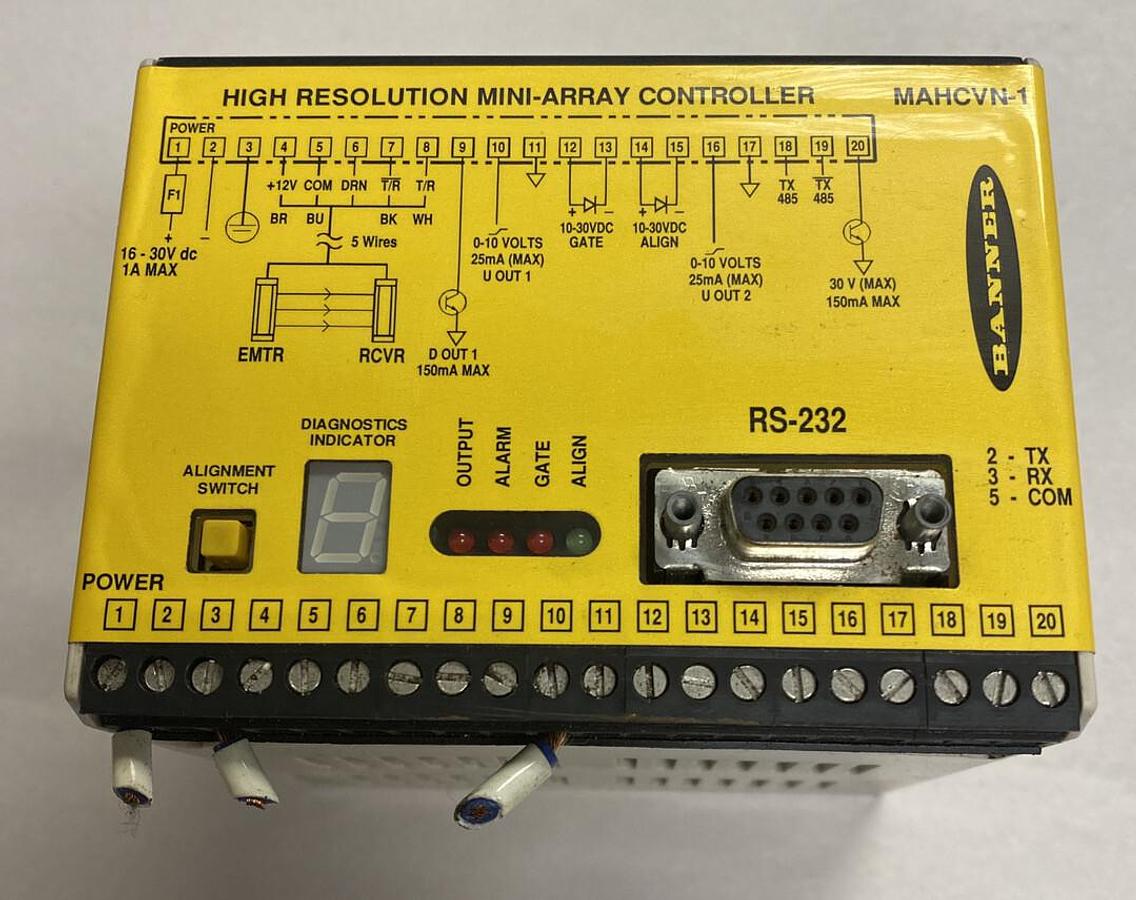 HIGH RESOLUTION MINI-ARRAY CONTROLLER MAHCVN-1
POWER
1 2 3 4 5 6 7 8 9 10 11 12 13 14 15 16 17 18 19 20
F1
+12V COM DRN T/R T/R
BR BU BK WH
TX TX
485 485
+ -
+ -
+ -
10-30VDC 10-30VDC
GATE ALIGN
16 - 30V dc
1A MAX
5 Wires
0-10 VOLTS
25mA (MAX)
U OUT 1
0-10 VOLTS
25mA (MAX)
U OUT 2
30 V (MAX)
150mA MAX
EMTR RCVR
D OUT 1
150mA MAX
BANNER
RS-232
DIAGNOSTICS
INDICATOR
OUTPUT
ALARM
GATE
ALIGN
ALIGNMENT
SWITCH
2 - TX
3 - RX
5 - COM
POWER
1 2 3 4 5 6 7 8 9 10 11 12 13 14 15 16 17 18 19 20